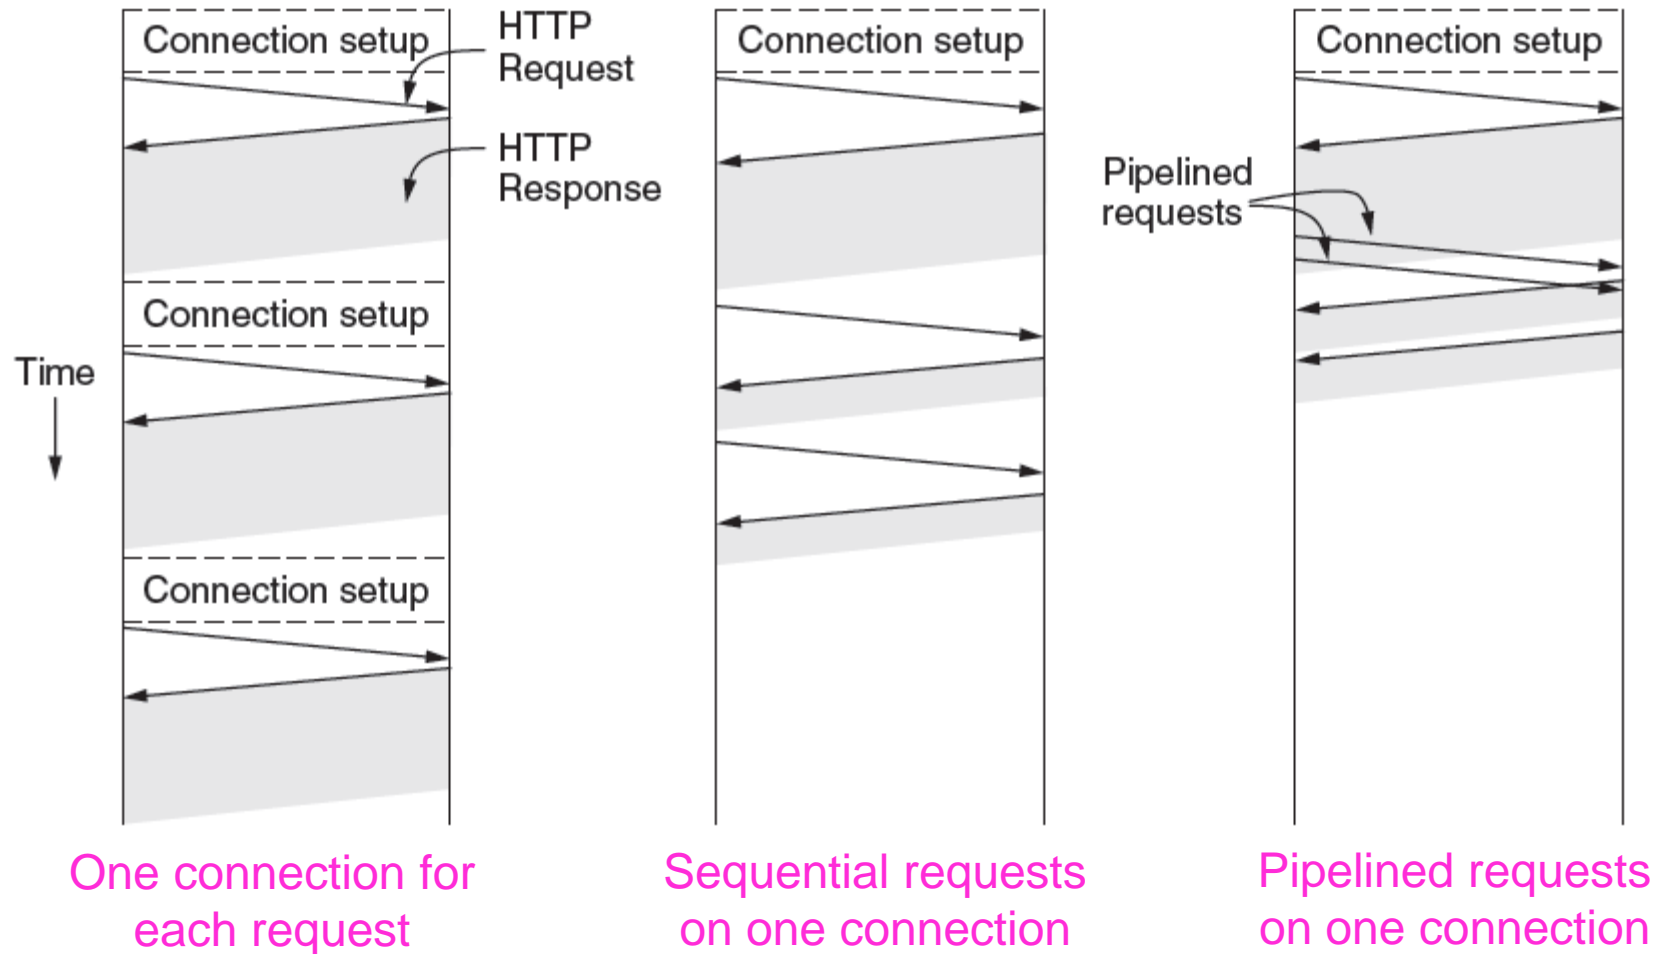 Connection setup
HTTP
Request
HTTP
Response
Connection setup
Time
Connection setup
One connection for
each request
Connection setup
Sequential requests
on one connection
Connection setup
Pipelined
requests
Pipelined requests
on one connection